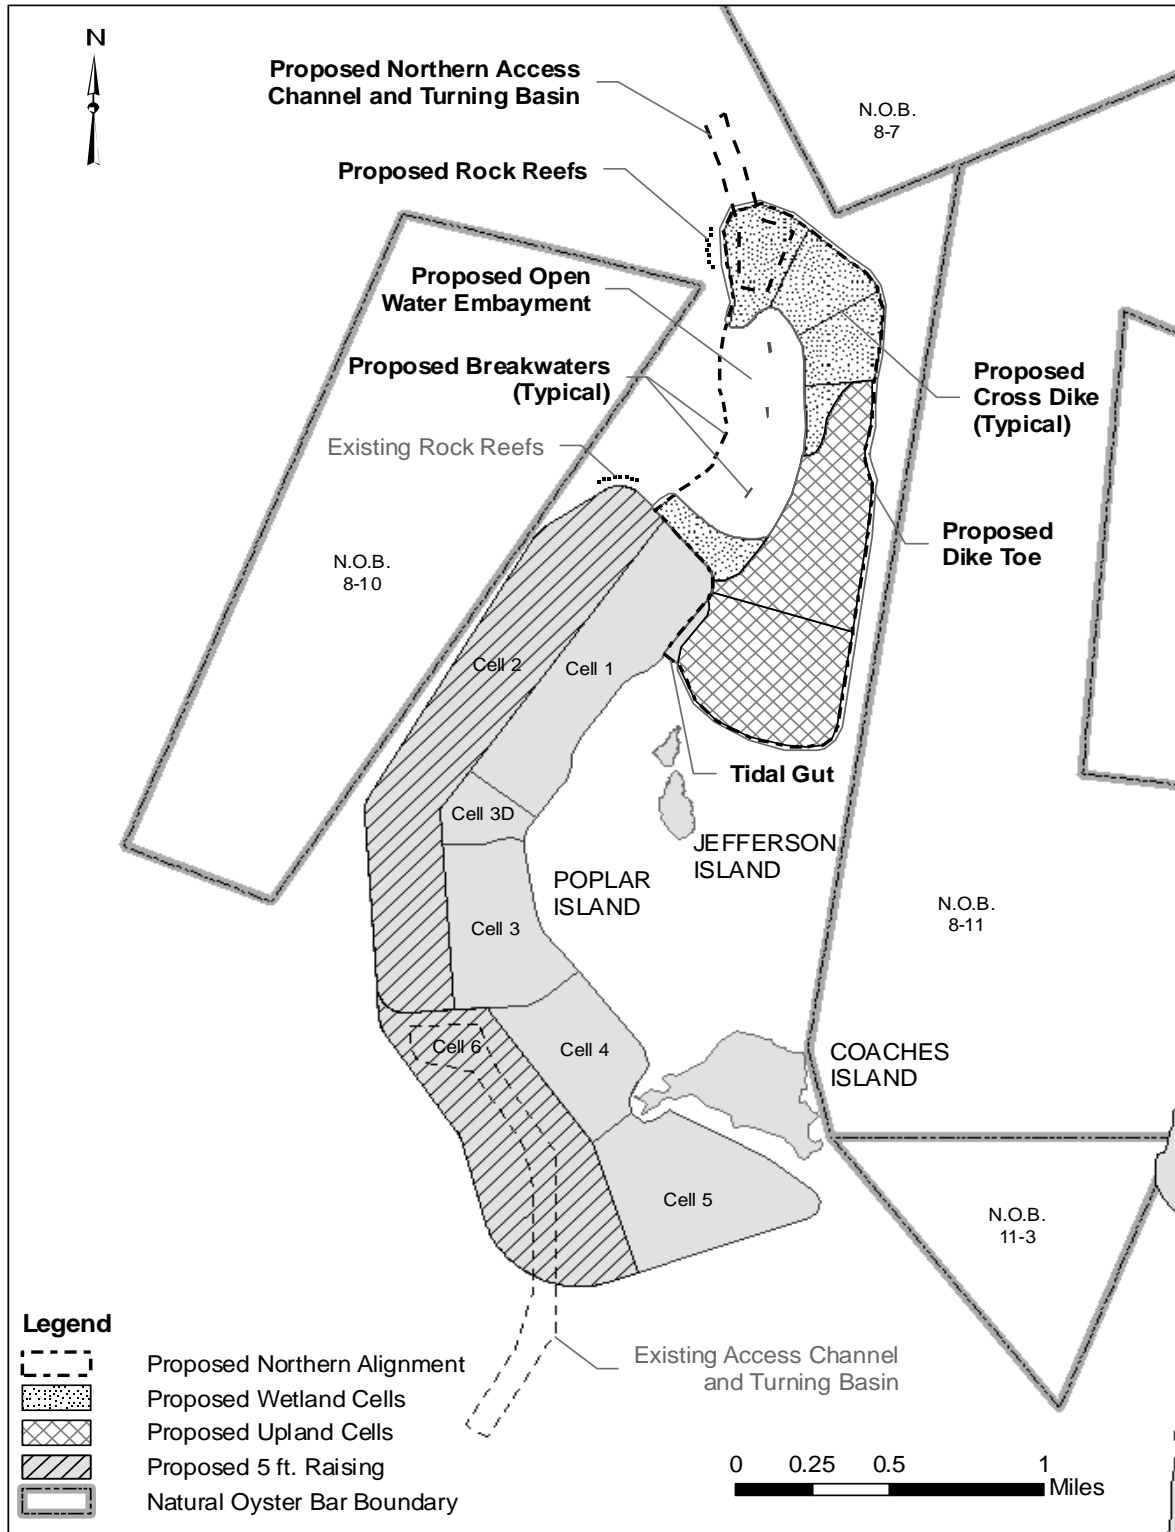 N
Proposed Northern Access
Channel and Turning Basin
N.O.B.
8-7
Proposed Rock Reefs
Proposed Open
Water Embayment
Proposed Breakwaters
(Typical)
Proposed
Cross Dike
(Typical)
Existing Rock Reefs
Proposed
Dike Toe
N.O.B.
8-10
Cell 2
Cell 1
Tidal Gut
Cell 3D
JEFFERSON
ISLAND
POPLAR
ISLAND
N.O.B.
8-11
Cell 3
Cell 6
Cell 4
COACHES
ISLAND
Cell 5
N.O.B.
11-3
Existing Access Channel
and Turning Basin
Legend
Proposed Northern Alignment
Proposed Wetland Cells
Proposed Upland Cells
Proposed 5 ft. Raising
Natural Oyster Bar Boundary
0 0.25 0.5 1
Miles